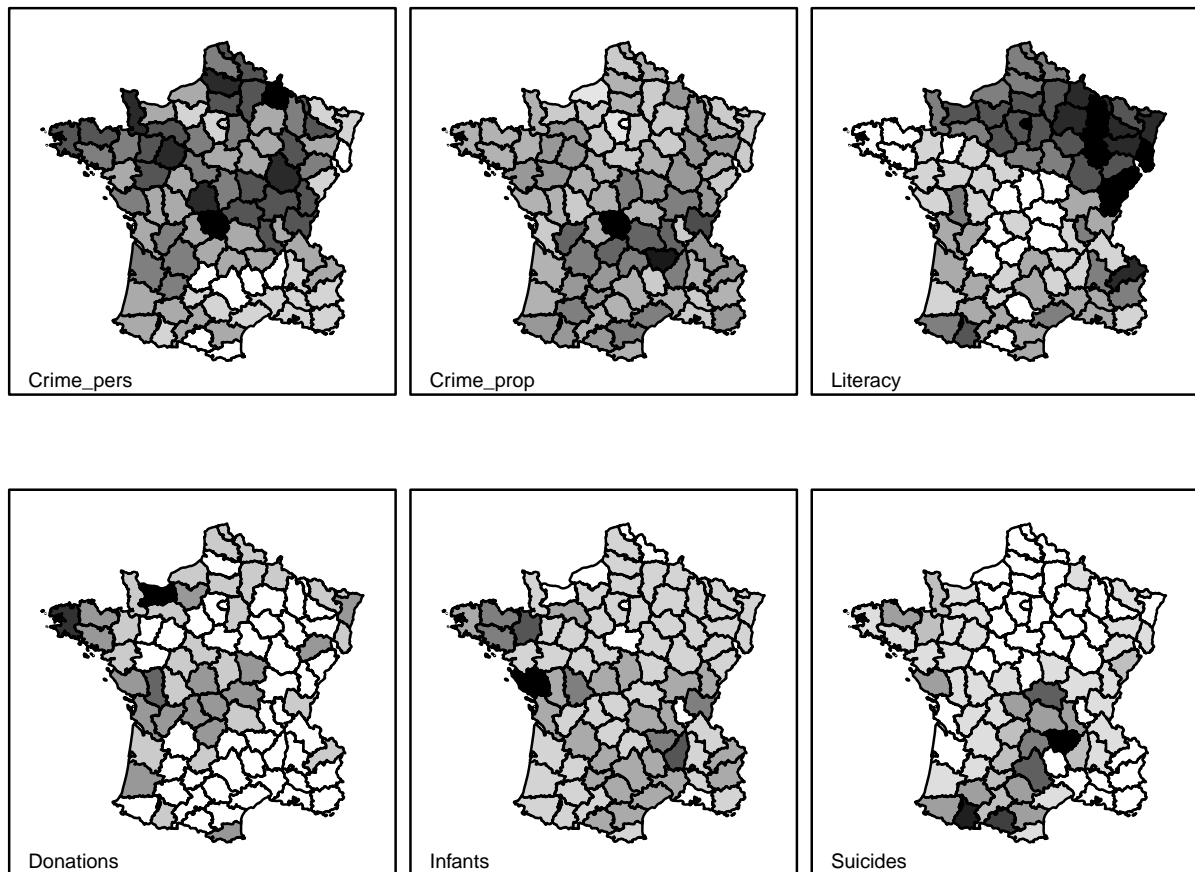 Crime_pers
Crime_prop
Literacy
Donations
Infants
Suicides